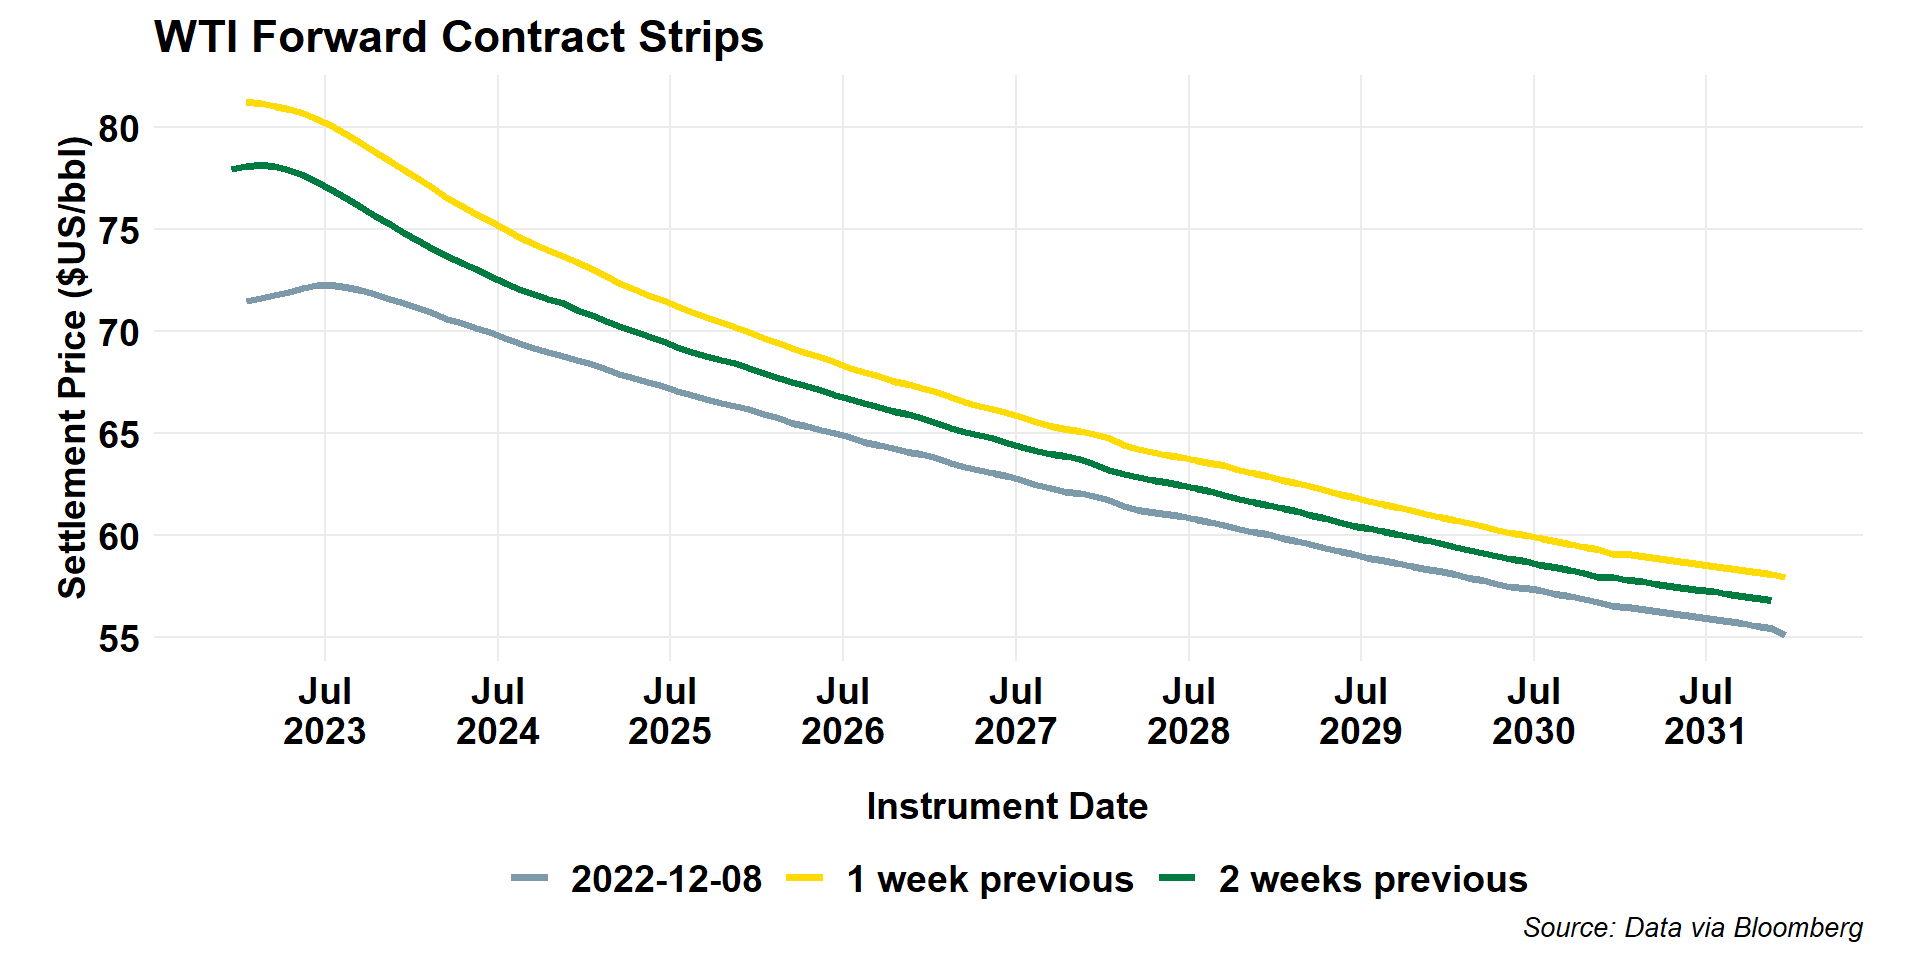 WTI Forward Contract Strips
Settlement Price ($US/bbl)
80
75
70
65
60
55
Jul 2023
Jul 2024
Jul 2025
Jul 2026
Jul 2027
Jul 2028
Jul 2029
Jul 2030
Jul 2031
Instrument Date
2022-12-08 1 week previous 2 weeks previous
Source: Data via Bloomberg